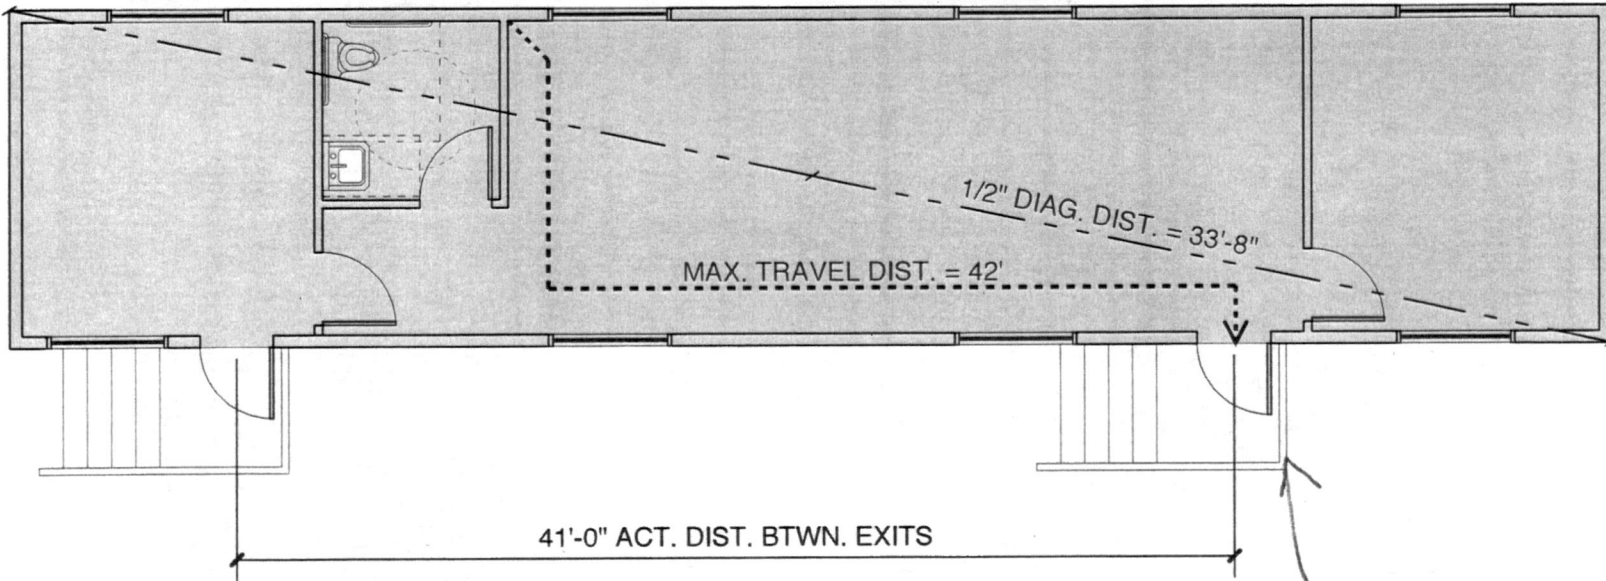 1/2" DIAG. DIST. = 33'-8"
MAX. TRAVEL DIST. = 42'
41'-0" ACT. DIST. BTWN. EXITS